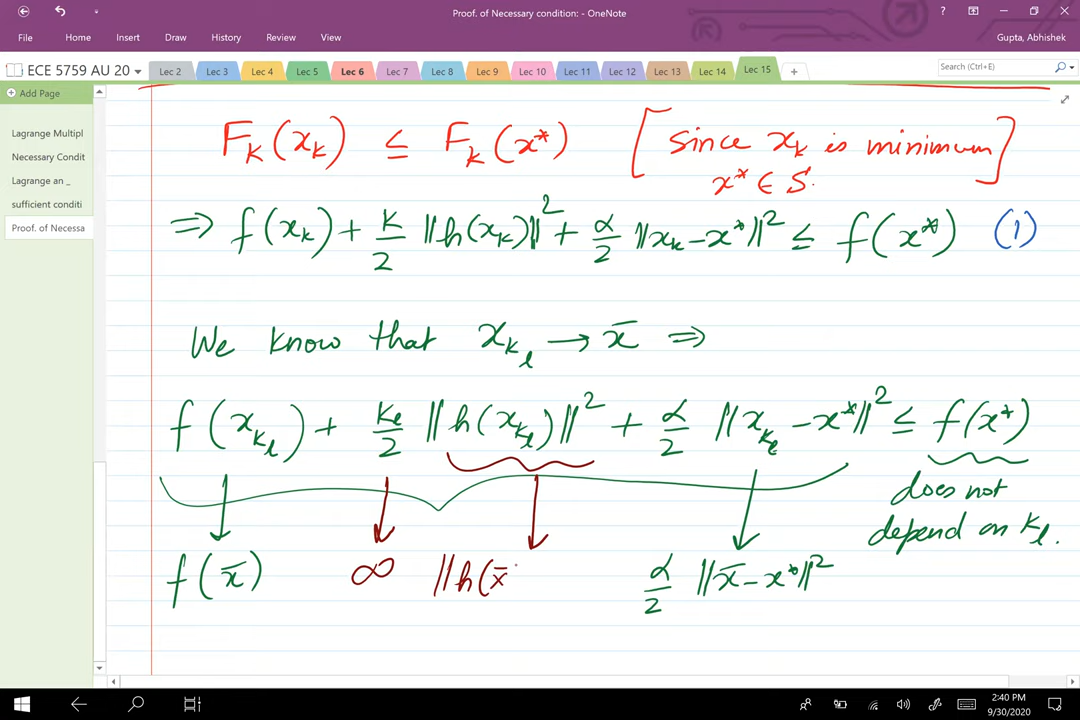 Proof. of Necessary condition: - OneNote
?
File Home Insert Draw History Review View Gupta, Abhishek
ECE 5759 AU 20 Lec 2 Lec 3 Lec 4 Lec 5 Lec 6 Lec 7 Lec 8 Lec 9 Lec 10 Lec 11 Lec 12 Lec 13 Lec 14 Lec 15 + Search (Ctrl+E)
Add Page
Lagrange Multipl
Necessary Condit
Lagrange an _
sufficient conditi
Proof of Necessa
F_k(x_k) ≤ F_k(x*) [since x_k is minimum
x* ∈ S.]
⇒ f(x_k) + k/2 ||h(x_k)||² + α/2 ||x_k - x*||² ≤ f(x*) (1)
We know that x_{k_l} → x̄ ⇒
f(x_{k_l}) + k_l/2 ||h(x_{k_l})||² + α/2 ||x_{k_l} - x*||² ≤ f(x*)
does not
depend on k_l.
f(x̄) ∞ ||h(x̄ α/2 ||x̄ - x*||²
2:40 PM
9/30/2020